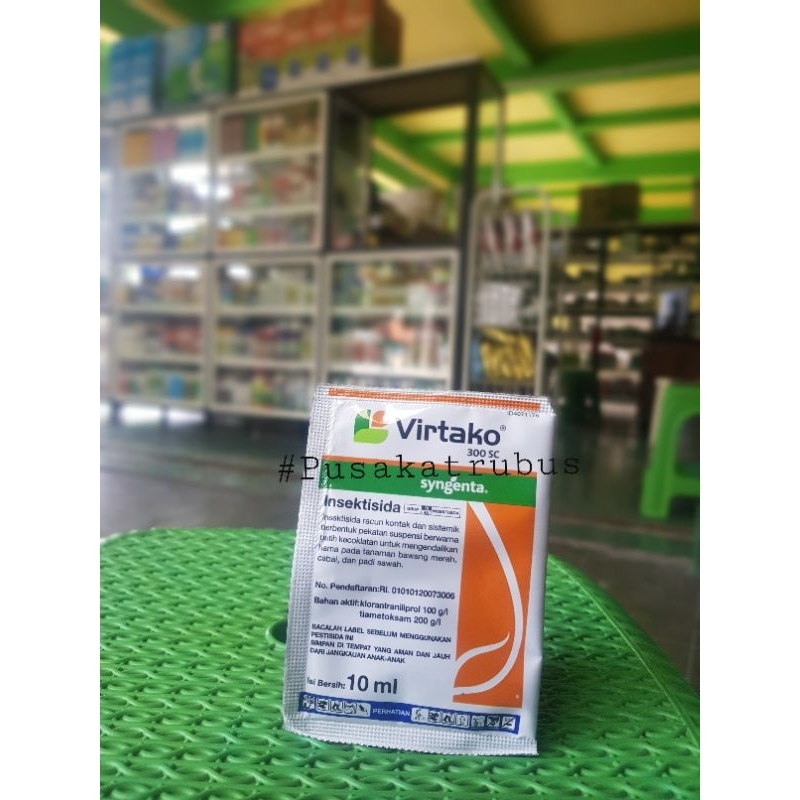 Virtako®
300 SC
#Pusakatrubus
syngenta.
Insektisida
Insektisida racun kontak dan sistemik
berbentuk pekatan suspensi berwarna
putih kecoklatan untuk mengendalikan
hama pada tanaman bawang merah,
cabai, dan padi sawah.
No. Pendaftaran:RI. 01010120073006
Bahan aktif:klorantraniliprol 100 g/l
tiametoksam 200 g/l
BACALAH LABEL SEBELUM MENGGUNAKAN
PESTISIDA INI
SIMPAN DI TEMPAT YANG AMAN DAN JAUH
DARI JANGKAUAN ANAK-ANAK
Isi Bersih: 10 ml
PERHATIAN